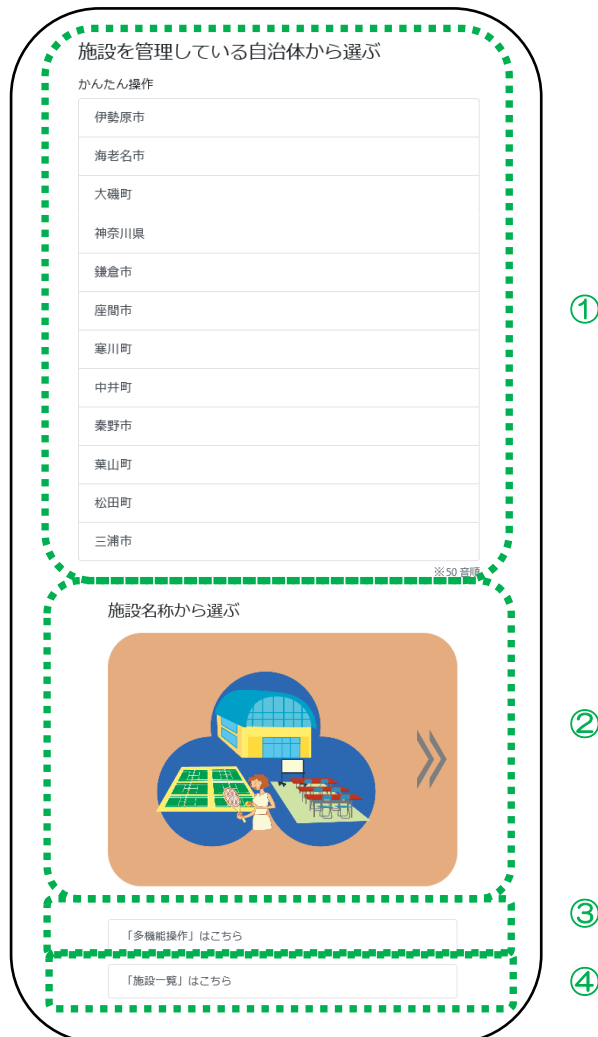 施設を管理している自治体から選ぶ
かんたん操作
伊勢原市
海老名市
大磯町
神奈川県
鎌倉市
座間市
寒川町
中井町
秦野市
葉山町
松田町
三浦市
※50音順
①
施設名称から選ぶ
②
「多機能操作」はこちら
③
「施設一覧」はこちら
④